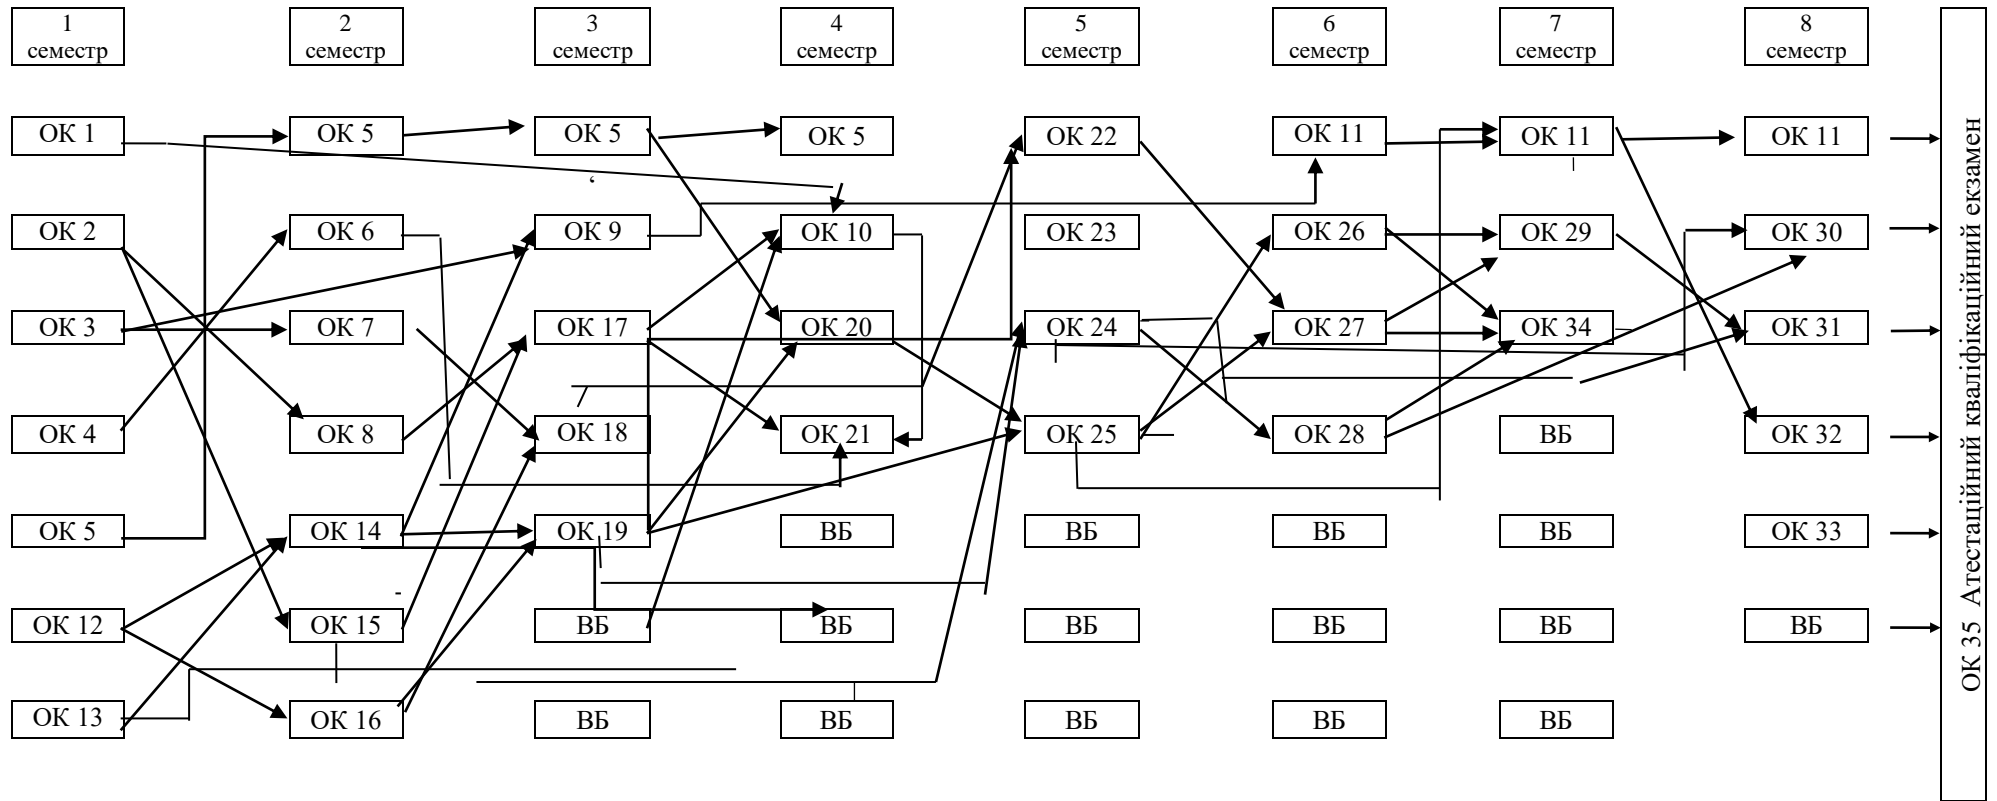 1
семестр
2
семестр
3
семестр
4
семестр
5
семестр
6
семестр
7
семестр
8
семестр
ОК 1
ОК 5
ОК 5
ОК 5
ОК 22
ОК 11
ОК 11
ОК 11
ОК 2
ОК 6
ОК 9
ОК 10
ОК 23
ОК 26
ОК 29
ОК 30
ОК 3
ОК 7
ОК 17
ОК 20
ОК 24
ОК 27
ОК 34
ОК 31
ОК 4
ОК 8
ОК 18
ОК 21
ОК 25
ОК 28
ВБ
ОК 32
ОК 5
ОК 14
ОК 19
ВБ
ВБ
ВБ
ВБ
ОК 33
ОК 12
ОК 15
ВБ
ВБ
ВБ
ВБ
ВБ
ВБ
ОК 13
ОК 16
ВБ
ВБ
ВБ
ВБ
ВБ
ОК 35 Атестаційний кваліфікаційний екзамен